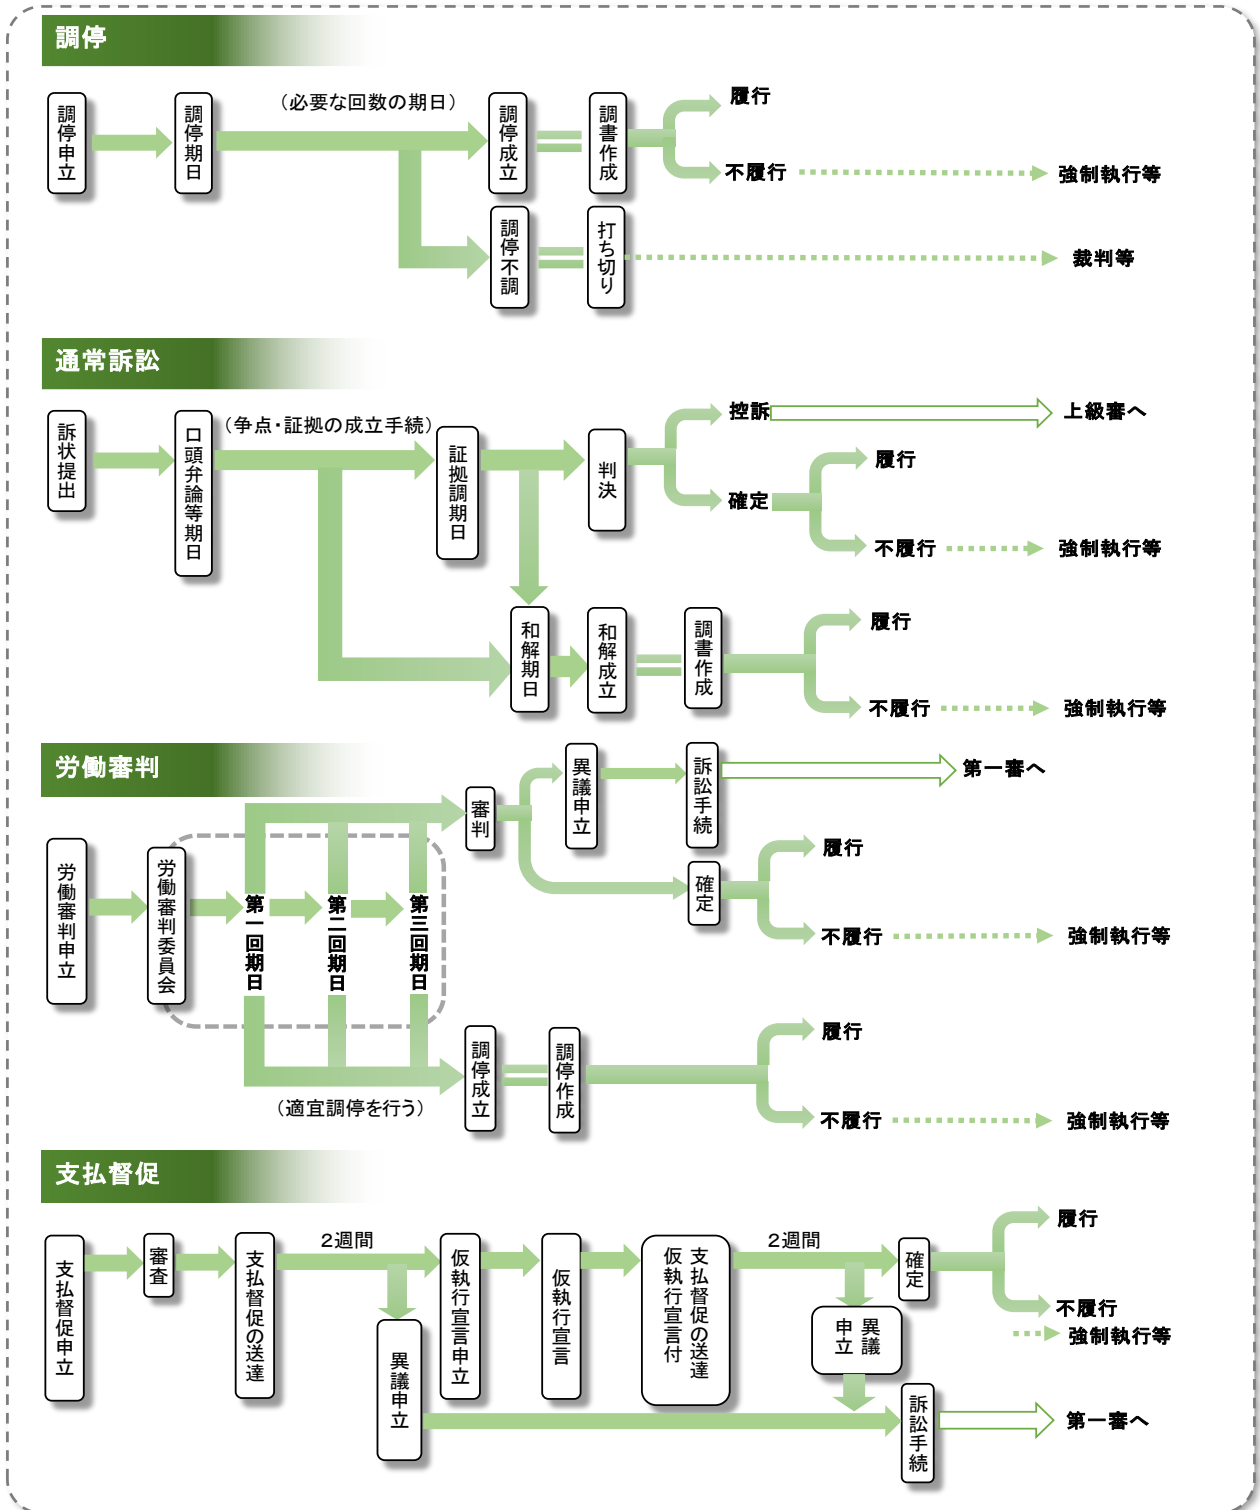 調停
調停申立
調停期日
（必要な回数の期日）
調停成立
調書作成
履行
不履行
強制執行等
調停不調
打ち切り
裁判等
通常訴訟
訴状提出
口頭弁論等期日
（争点・証拠の成立手続）
証拠調期日
判決
控訴
上級審へ
確定
履行
不履行
強制執行等
和解期日
和解成立
調書作成
履行
不履行
強制執行等
労働審判
労働審判申立
労働審判委員会
第一回期日
第二回期日
第三回期日
審判
異議申立
訴訟手続
第一審へ
確定
履行
不履行
強制執行等
調停成立
調停作成
（適宜調停を行う）
履行
不履行
強制執行等
支払督促
支払督促申立
審査
支払督促の送達
２週間
仮執行宣言申立
仮執行宣言
支払督促の送達
仮執行宣言付
２週間
確定
履行
不履行
強制執行等
異議申立
異議
申立
訴訟手続
第一審へ